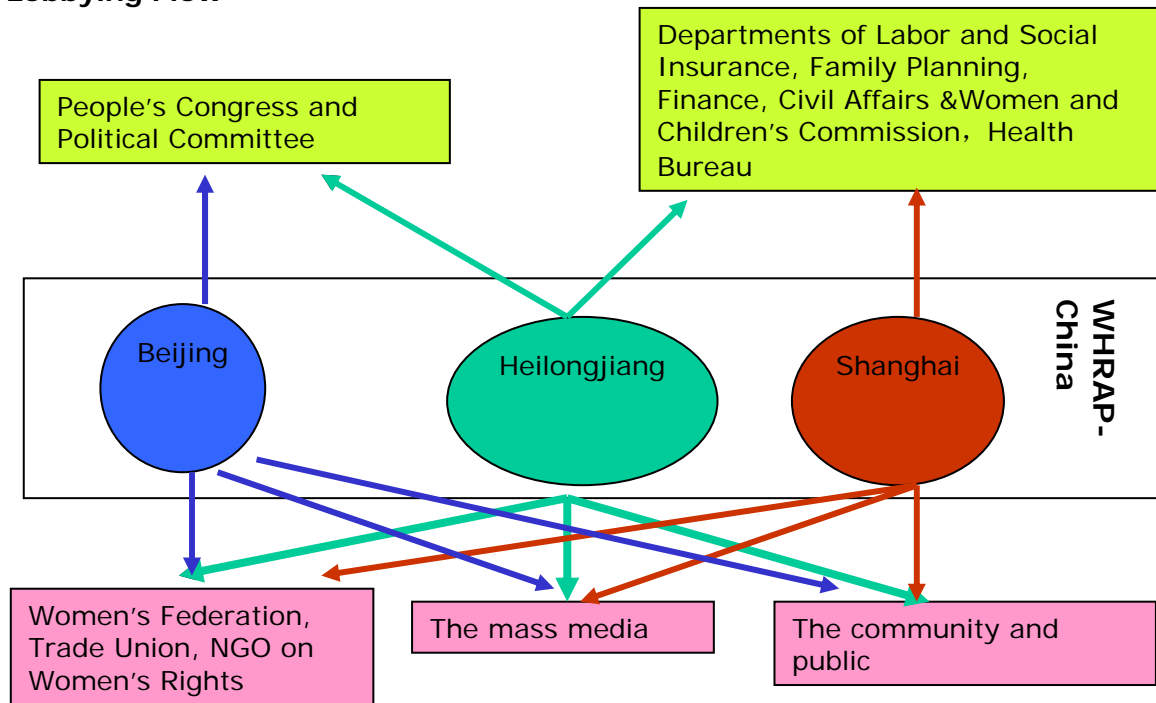 Lobbying Flow
Departments of Labor and Social
Insurance, Family Planning,
Finance, Civil Affairs &Women and
Children's Commission， Health
Bureau
People's Congress and
Political Committee
WHRAP-
China
Beijing
Heilongjiang
Shanghai
Women's Federation,
Trade Union, NGO on
Women's Rights
The mass media
The community and
public